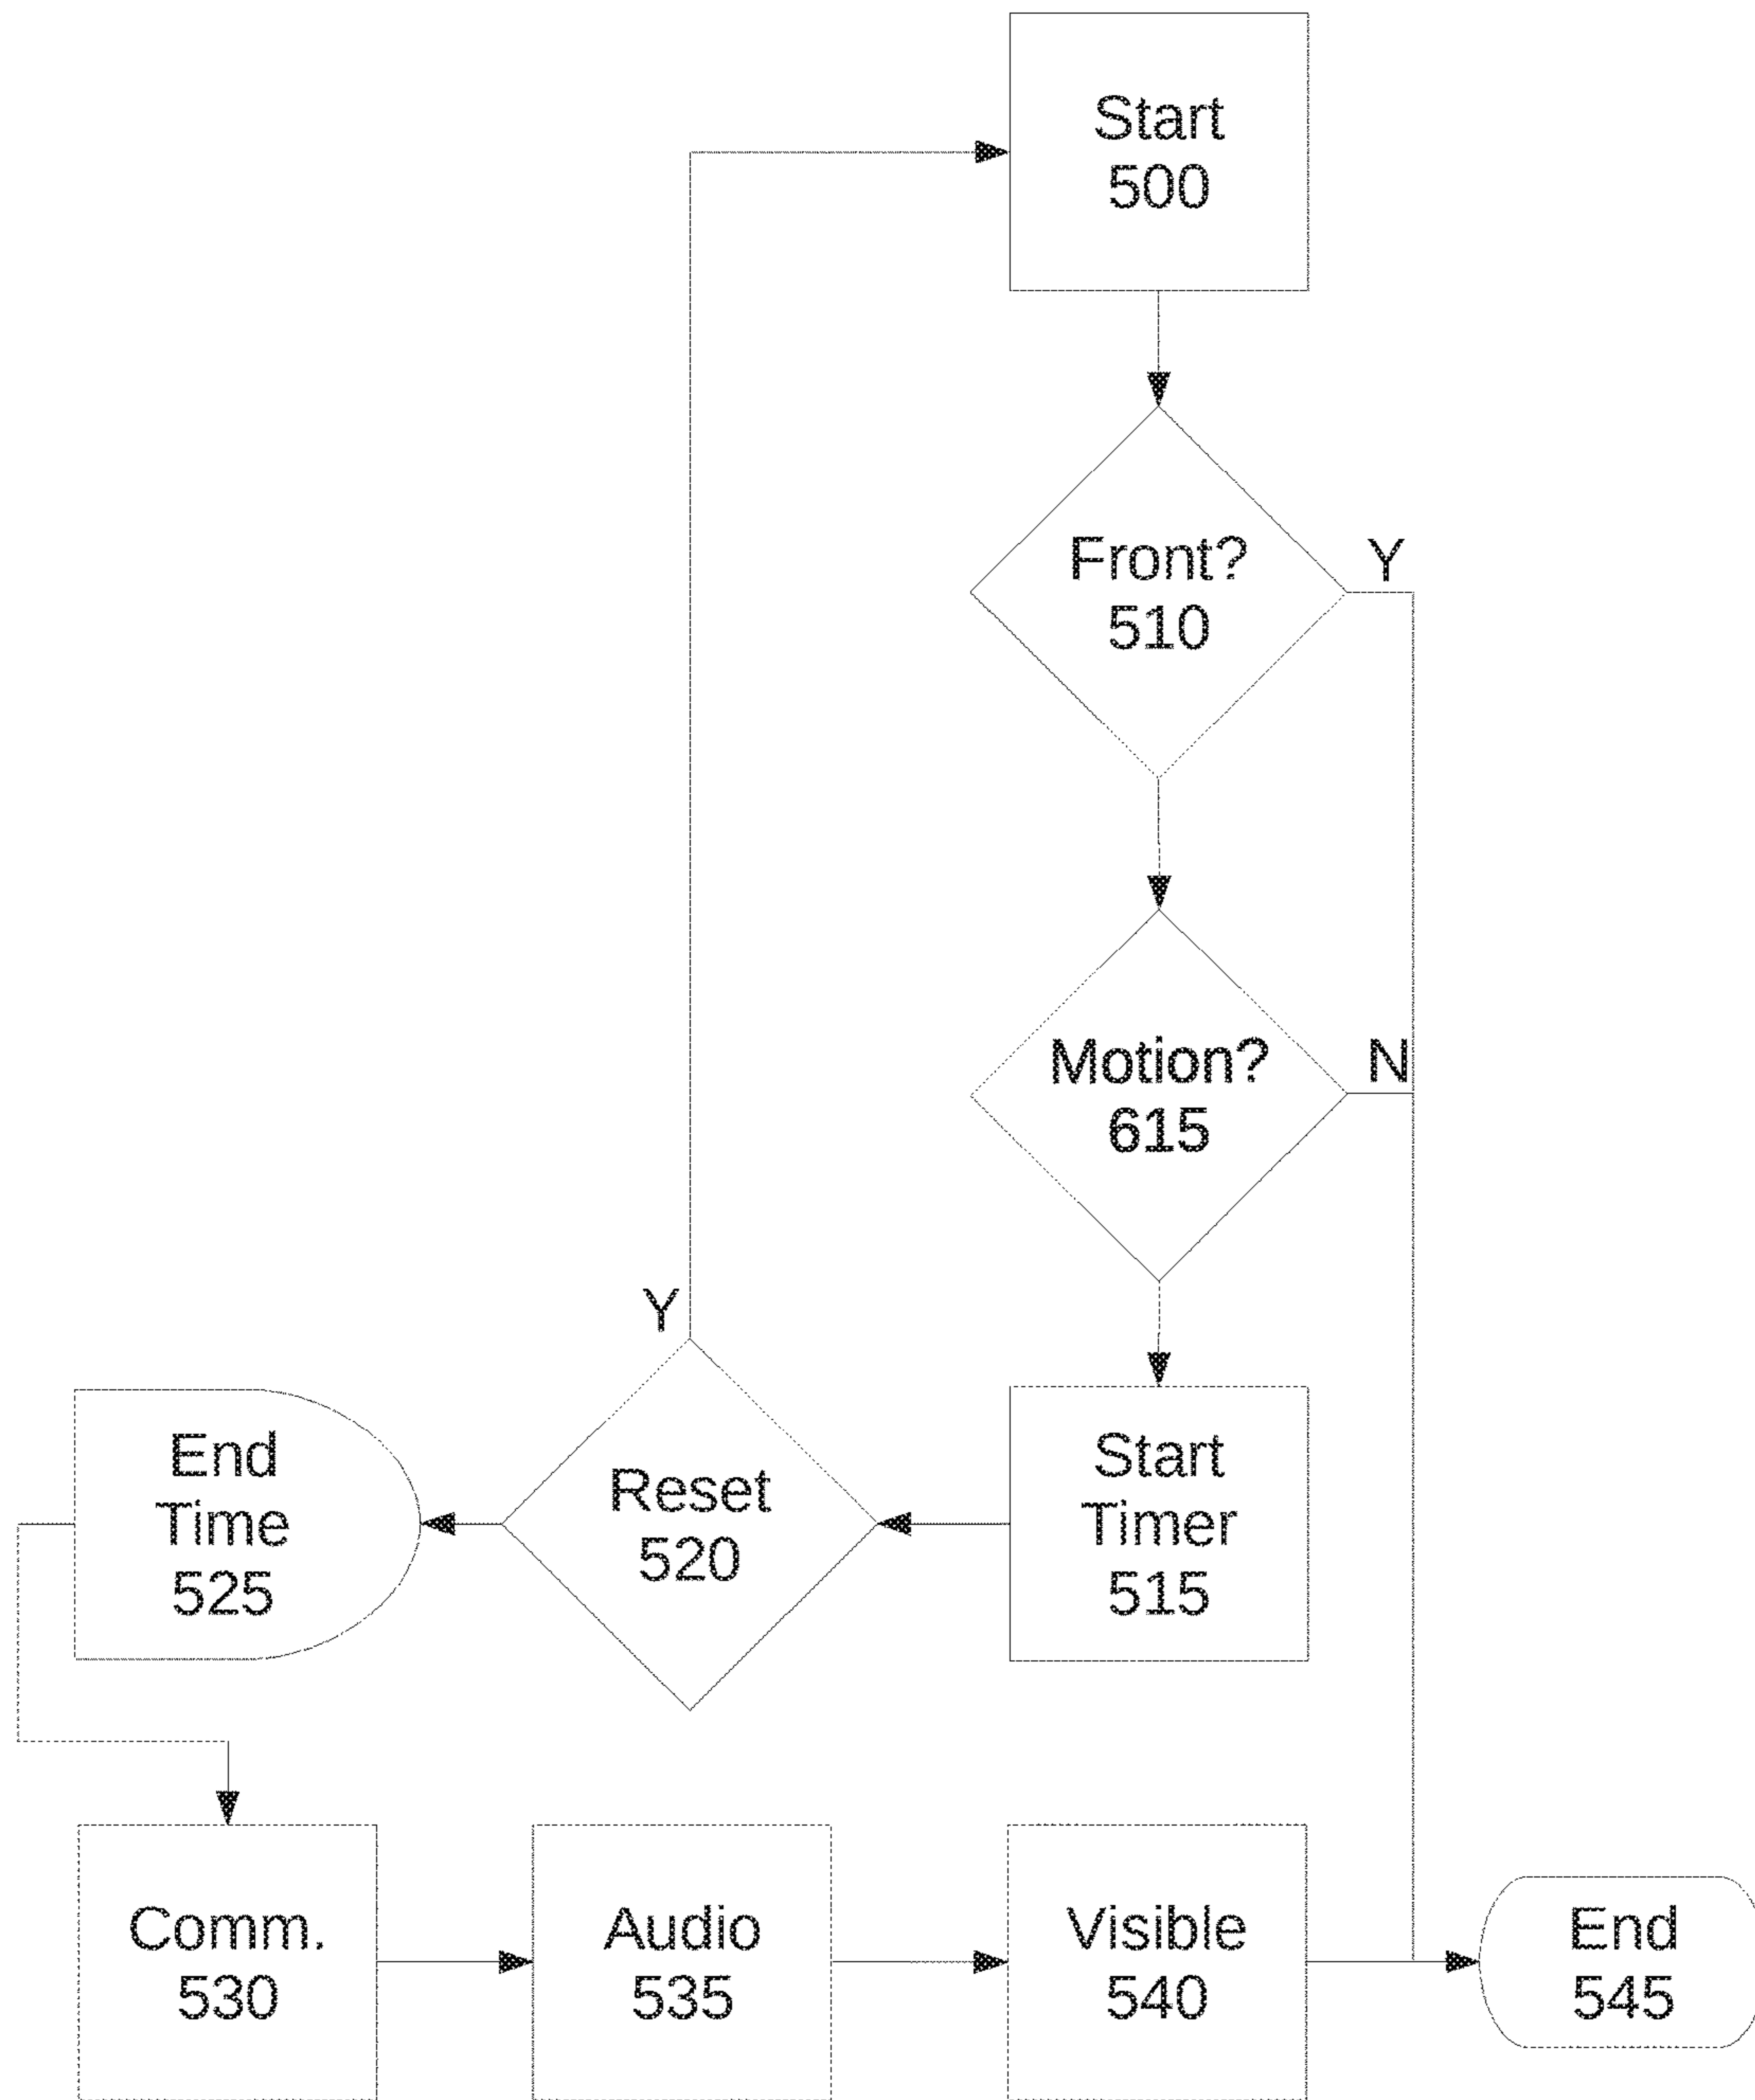 Start
500
Front?
510
Y
Motion?
615
N
Start
Timer
515
Reset
520
Y
End
Time
525
Comm.
530
Audio
535
Visible
540
End
545